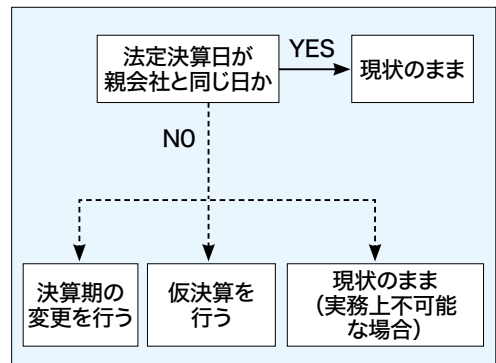 法定決算日が
親会社と同じ日か
YES
現状のまま
NO
決算期の
変更を行う
仮決算を
行う
現状のまま
（実務上不可能
な場合）